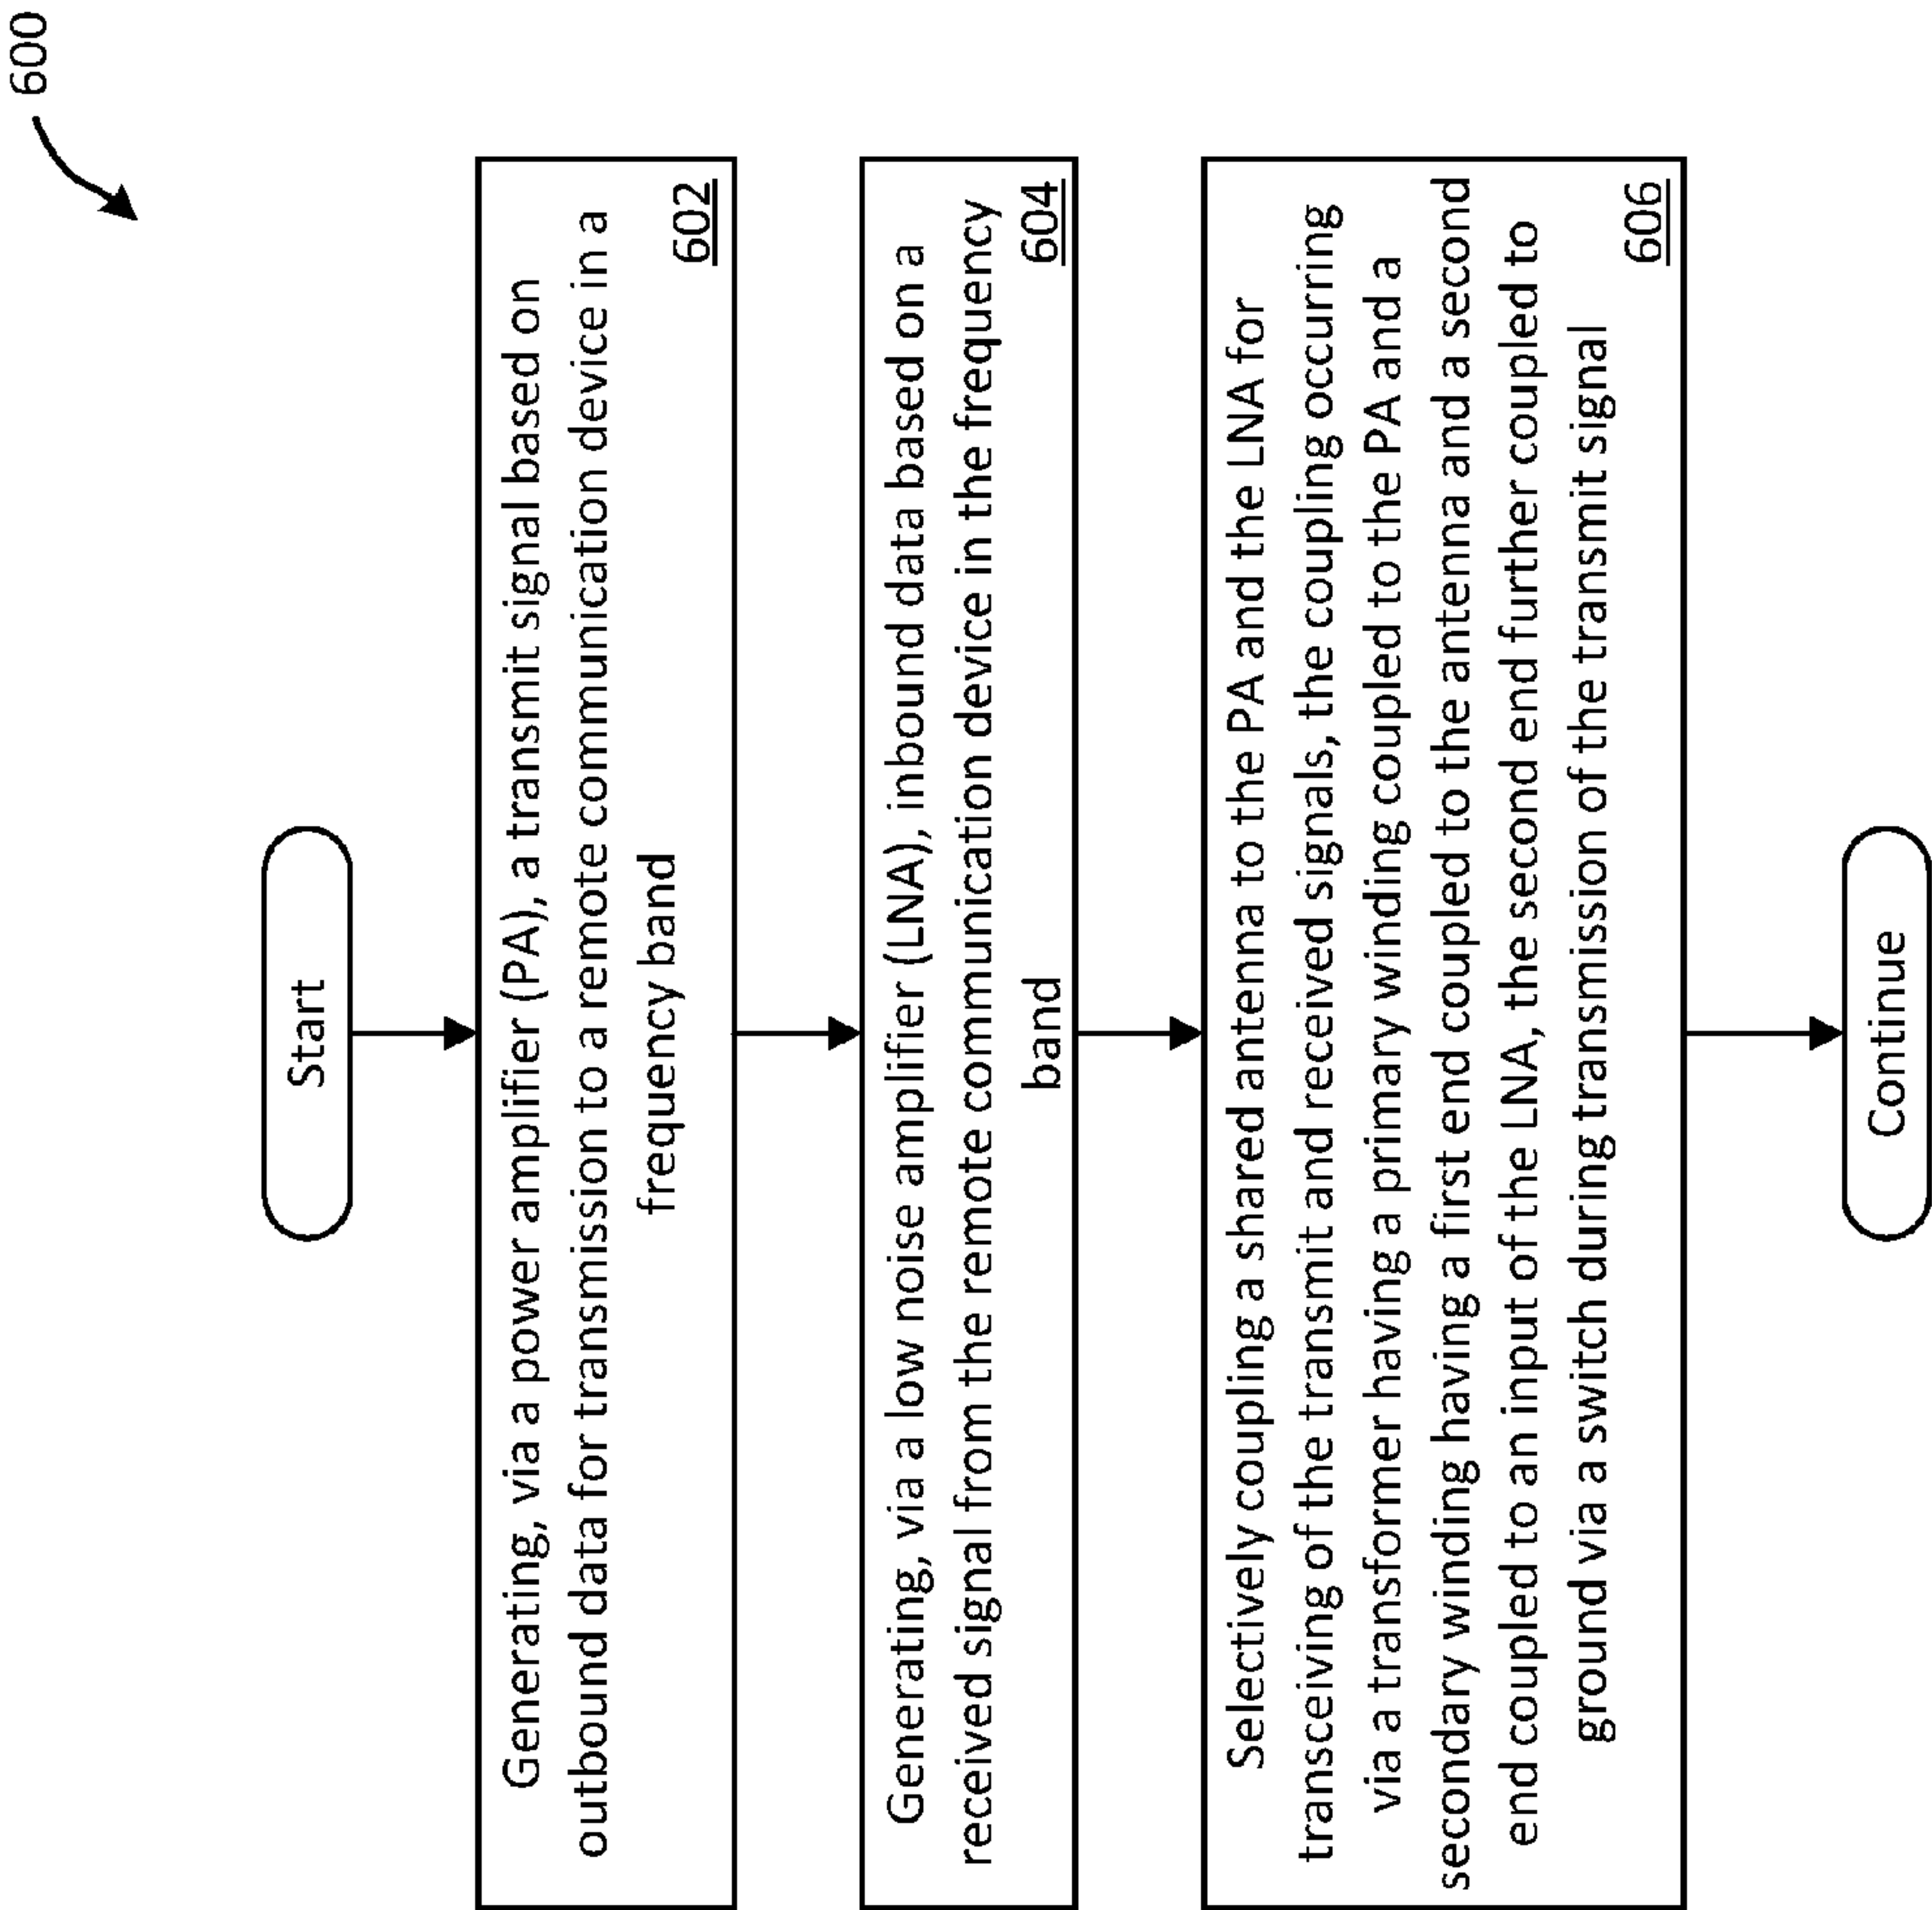 600
Start
Generating, via a power amplifier (PA), a transmit signal based on
outbound data for transmission to a remote communication device in a
frequency band
602
Generating, via a low noise amplifier (LNA), inbound data based on a
received signal from the remote communication device in the frequency
band
604
Selectively coupling a shared antenna to the PA and the LNA for
transceiving of the transmit and received signals, the coupling occurring
via a transformer having a primary winding coupled to the PA and a
secondary winding having a first end coupled to the antenna and a second
end coupled to an input of the LNA, the second end further coupled to
ground via a switch during transmission of the transmit signal
606
Continue